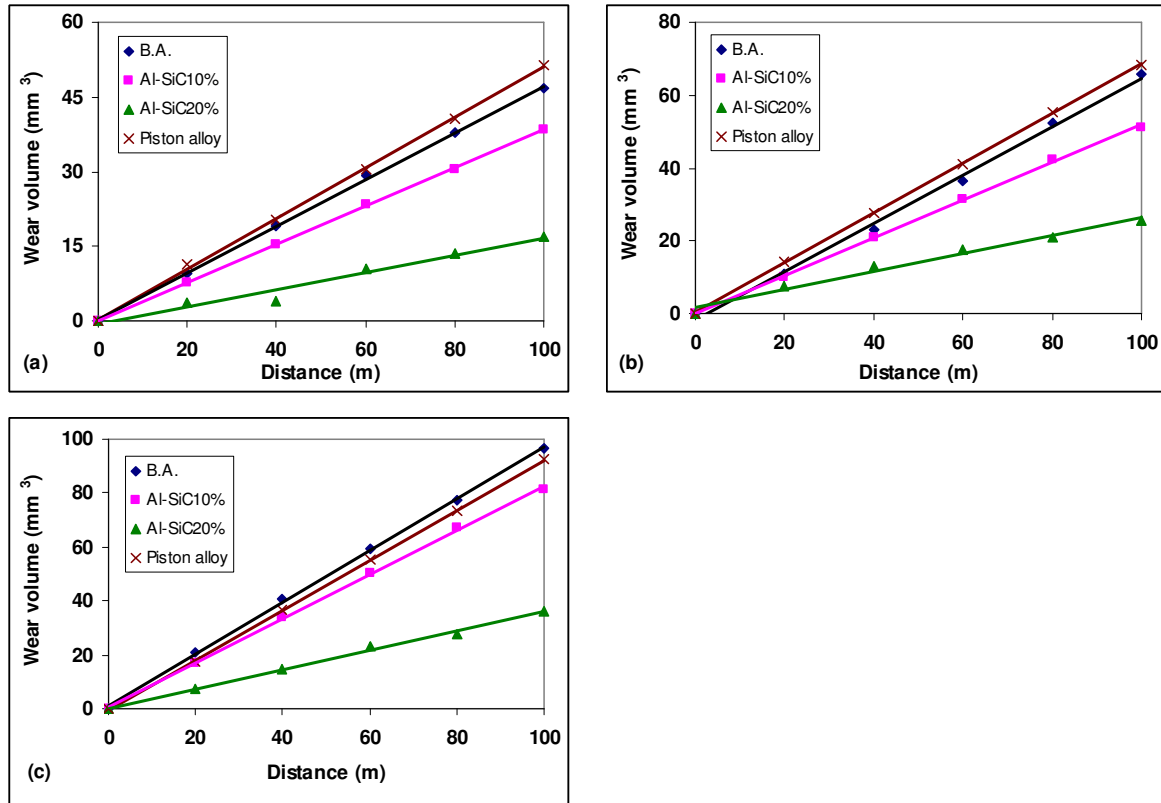 60
45
30
15
0
Wear volume (mm 3)
B.A.
Al-SiC10%
Al-SiC20%
Piston alloy
0 20 40 60 80 100
Distance (m)
(a)
80
60
40
20
0
Wear volume (mm 3)
B.A.
Al-SiC10%
Al-SiC20%
Piston alloy
0 20 40 60 80 100
Distance (m)
(b)
100
80
60
40
20
0
Wear volume (mm 3)
B.A.
Al-SiC10%
Al-SiC20%
Piston alloy
0 20 40 60 80 100
Distance (m)
(c)